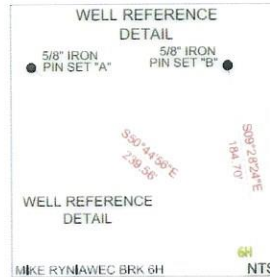 WELL REFERENCE
DETAIL
5/8" IRON
PIN SET "A"
5/8" IRON
PIN SET "B"
S50°44'56"E
239.56'
S09°28'24"E
184.70'
WELL REFERENCE
DETAIL
6H
MIKE RYNIAWEC BRK 6H
NTS